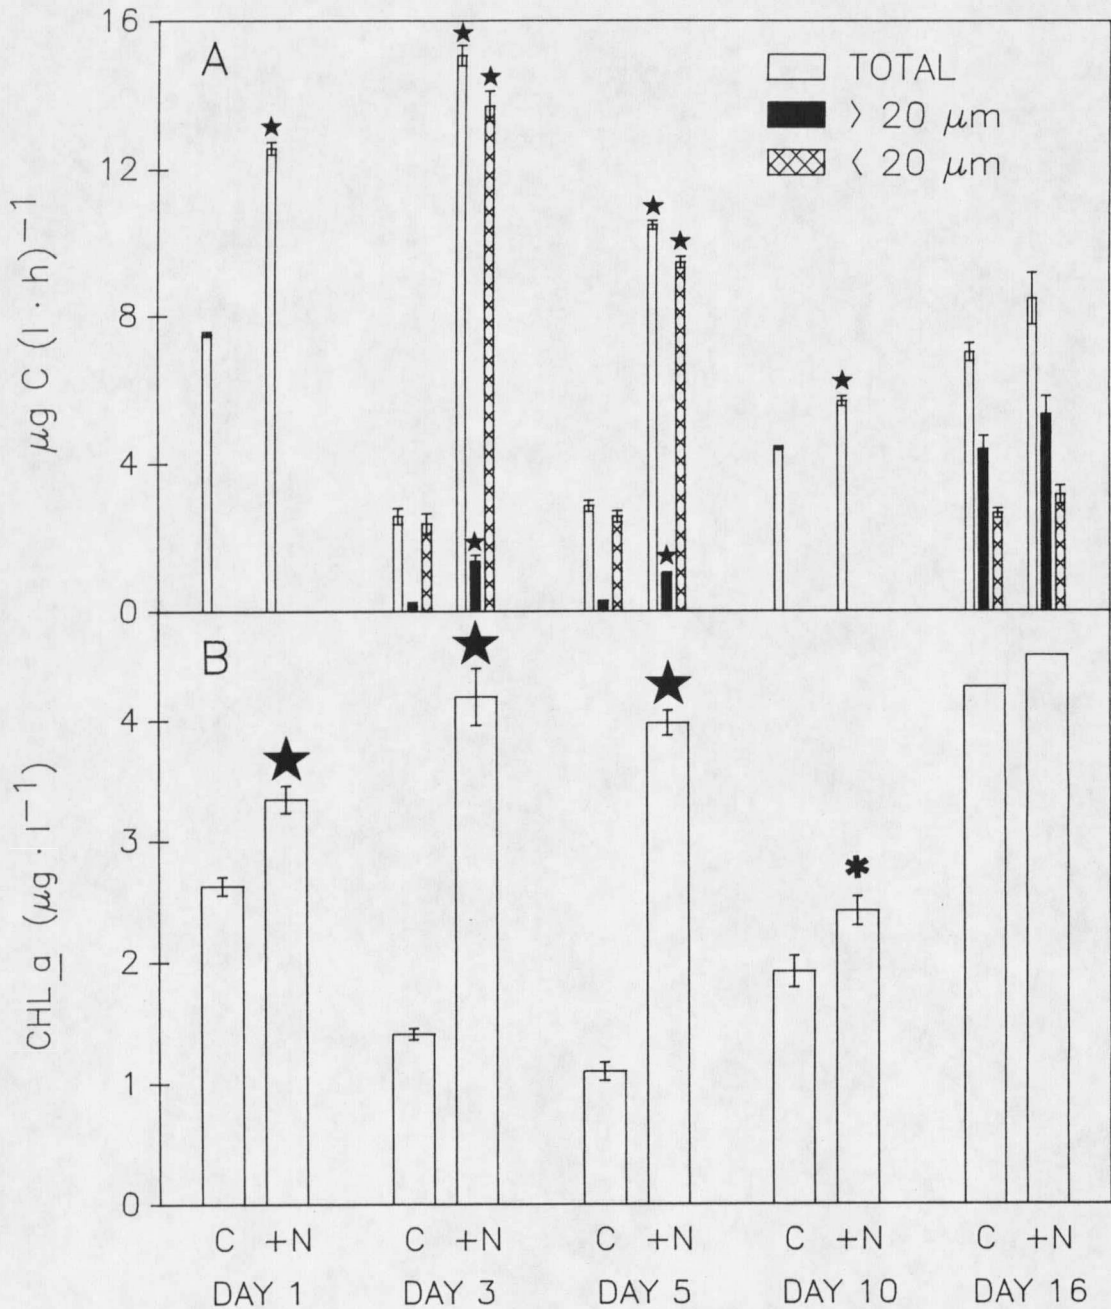 16
12
8
4
0
μg C (l · h)⁻¹
A
TOTAL
> 20 μm
< 20 μm
B
4
3
2
1
0
CHL a (μg · l⁻¹)
C +N C +N C +N C +N C +N
DAY 1 DAY 3 DAY 5 DAY 10 DAY 16